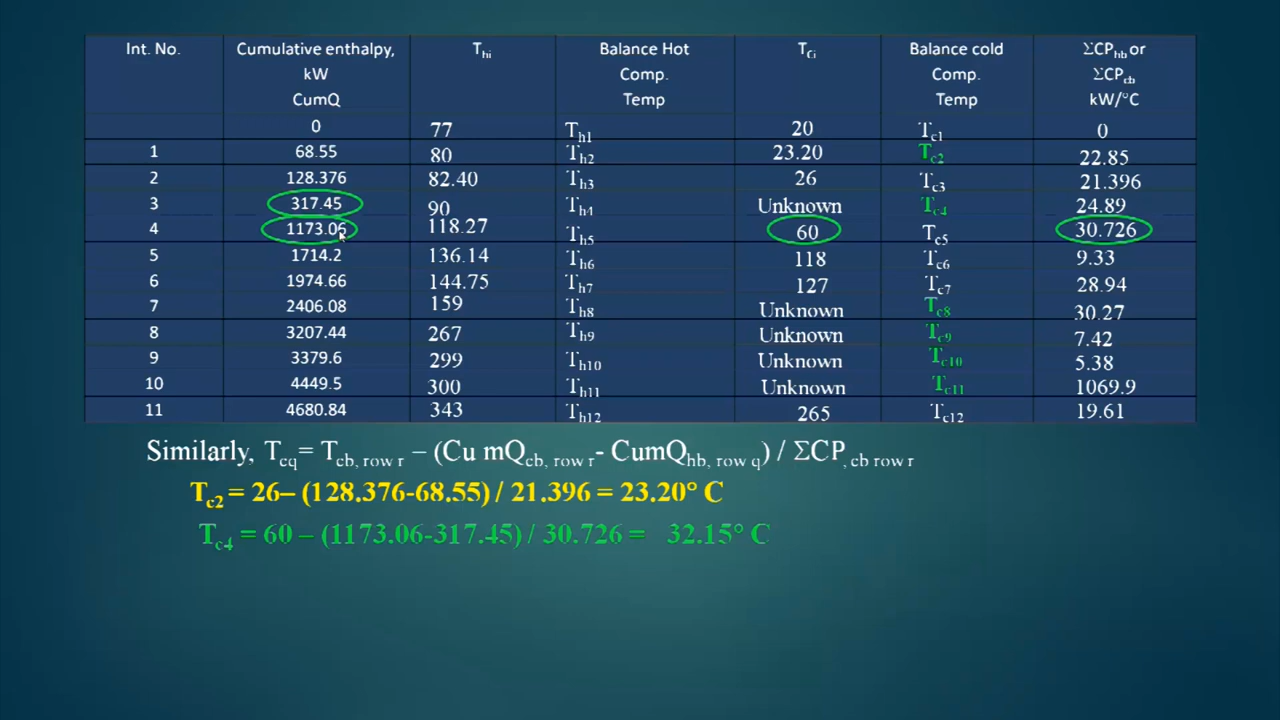 Int. No. Cumulative enthalpy, kW CumQ Thi Balance Hot Comp. Temp TCi Balance cold Comp. Temp ΣCPhb or ΣCPcb kW/°C
0 77 Th1 20 Tc1 0
1 68.55 80 Th2 23.20 Tc2 22.85
2 128.376 82.40 Th3 26 Tc3 21.396
3 317.45 90 Th4 Unknown Tc4 24.89
4 1173.06 118.27 Th5 60 Tc5 30.726
5 1714.2 136.14 Th6 118 Tc6 9.33
6 1974.66 144.75 Th7 127 Tc7 28.94
7 2406.08 159 Th8 Unknown Tc8 30.27
8 3207.44 267 Th9 Unknown Tc9 7.42
9 3379.6 299 Th10 Unknown Tc10 5.38
10 4449.5 300 Th11 Unknown Tc11 1069.9
11 4680.84 343 Th12 265 Tc12 19.61
Similarly, Tcq= Tcb, row r – (Cu mQcb, row r- CumQhb, row q) / ΣCP, cb row r
Tc2 = 26– (128.376-68.55) / 21.396 = 23.20° C
Tc4 = 60 – (1173.06-317.45) / 30.726 = 32.15° C